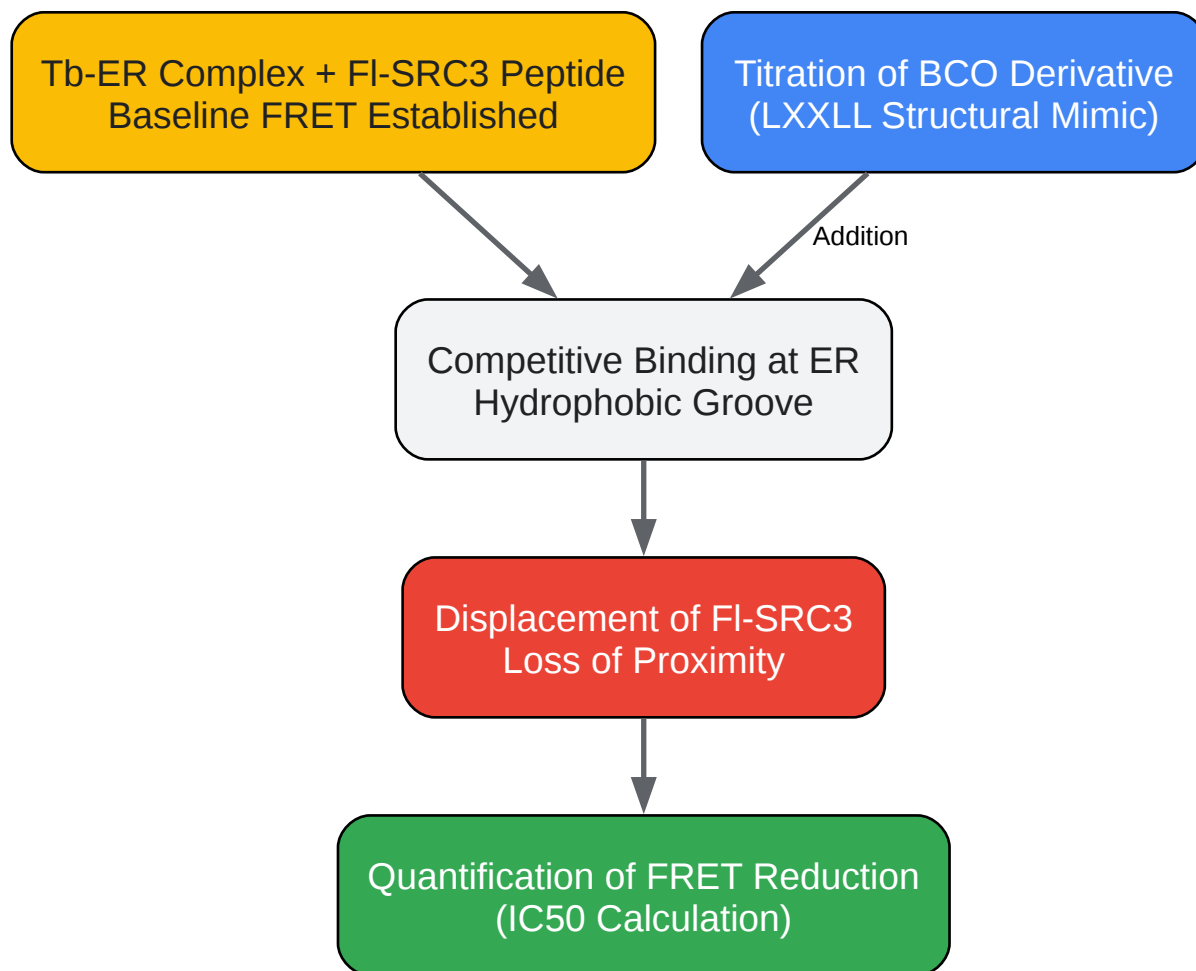 Tb-ER Complex + Fl-SRC3 Peptide
Baseline FRET Established
Titration of BCO Derivative
(LXXLL Structural Mimic)
Addition
Competitive Binding at ER
Hydrophobic Groove
Displacement of Fl-SRC3
Loss of Proximity
Quantification of FRET Reduction
(IC50 Calculation)